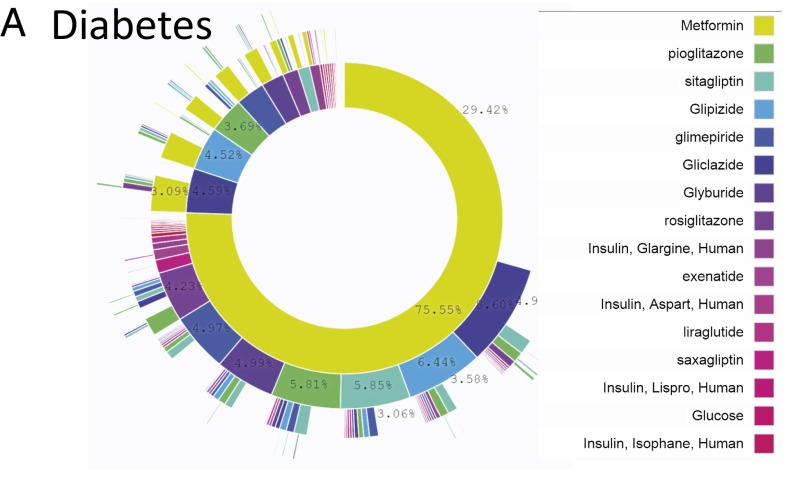 A Diabetes
Metformin
pioglitazone
sitagliptin
Glipizide
glimepiride
Gliclazide
Glyburide
rosiglitazone
Insulin, Glargine, Human
exenatide
Insulin, Aspart, Human
liraglutide
saxagliptin
Insulin, Lispro, Human
Glucose
Insulin, Isophane, Human
29.42%
3.69%
4.52%
3.09% 4.59%
4.23%
75.55%
4.9
4.97%
4.99%
6.44%
5.81%
5.85%
3.58%
3.06%